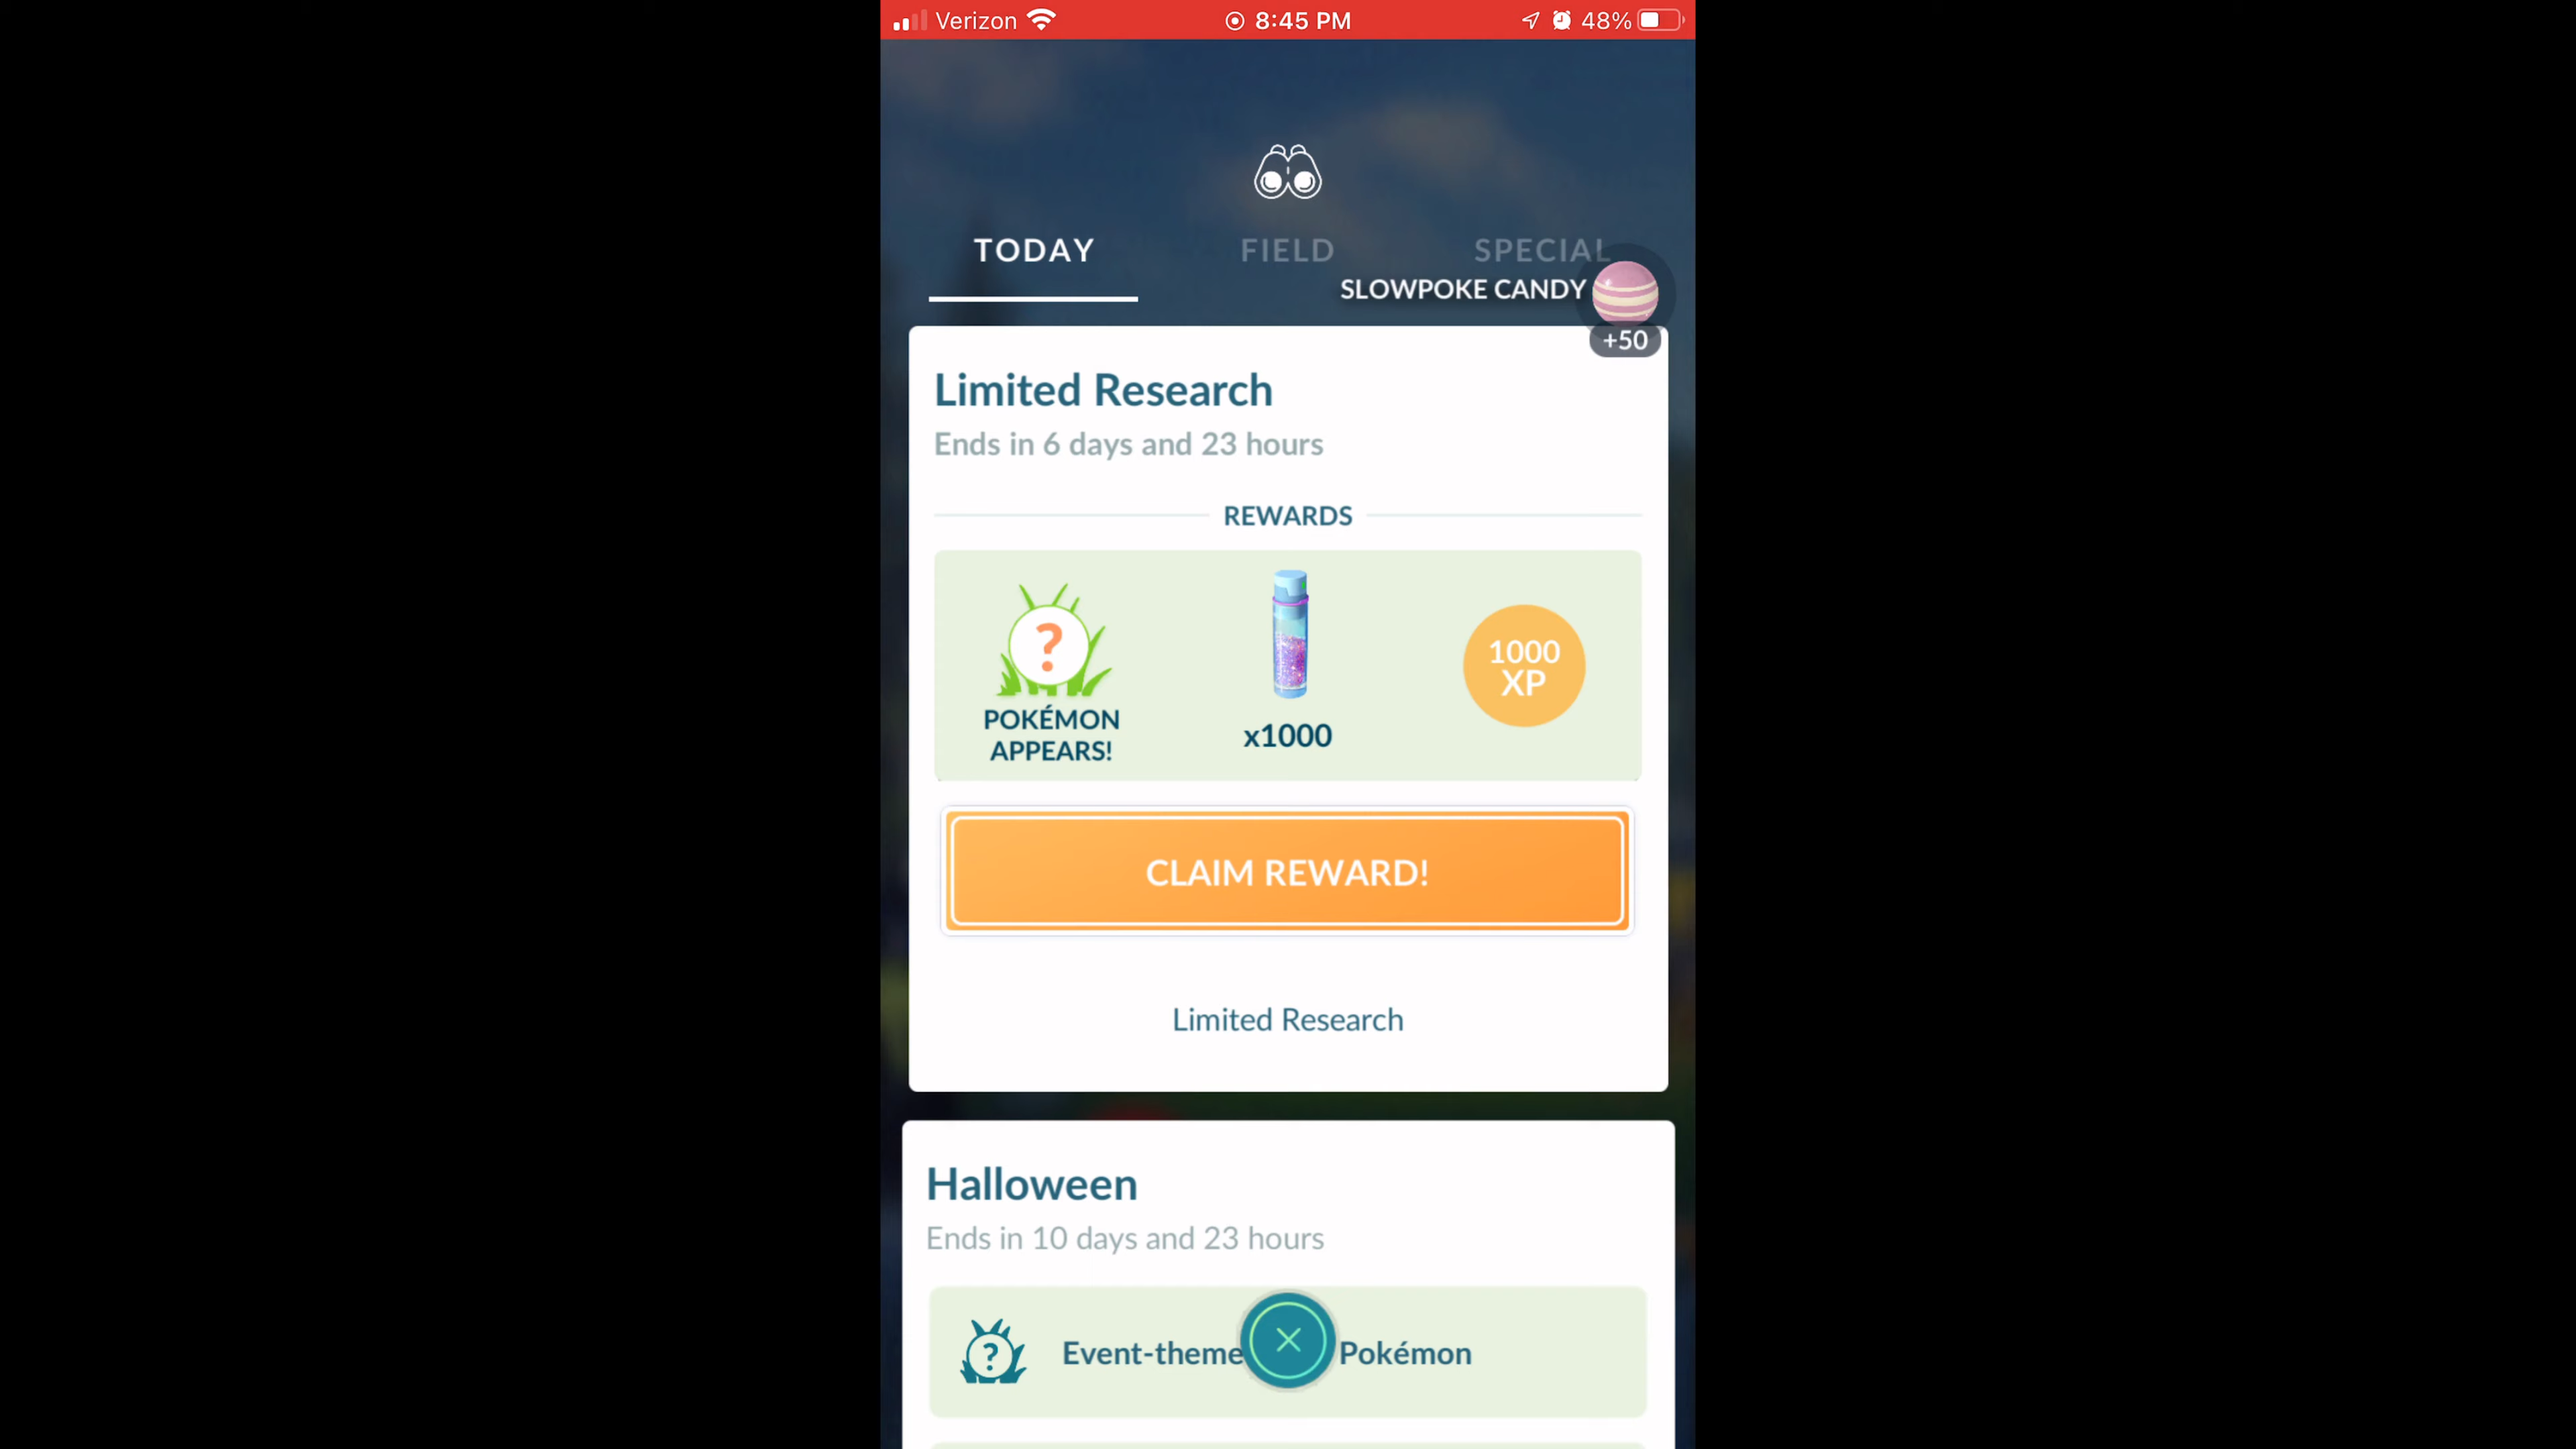 Verizon 8:45 PM 48%
TODAY FIELD SPECIAL
SLOWPOKE CANDY
+50
Limited Research
Ends in 6 days and 23 hours
REWARDS
?
POKÉMON
APPEARS!
x1000
1000
XP
CLAIM REWARD!
Limited Research
Halloween
Ends in 10 days and 23 hours
? Event-theme Pokémon